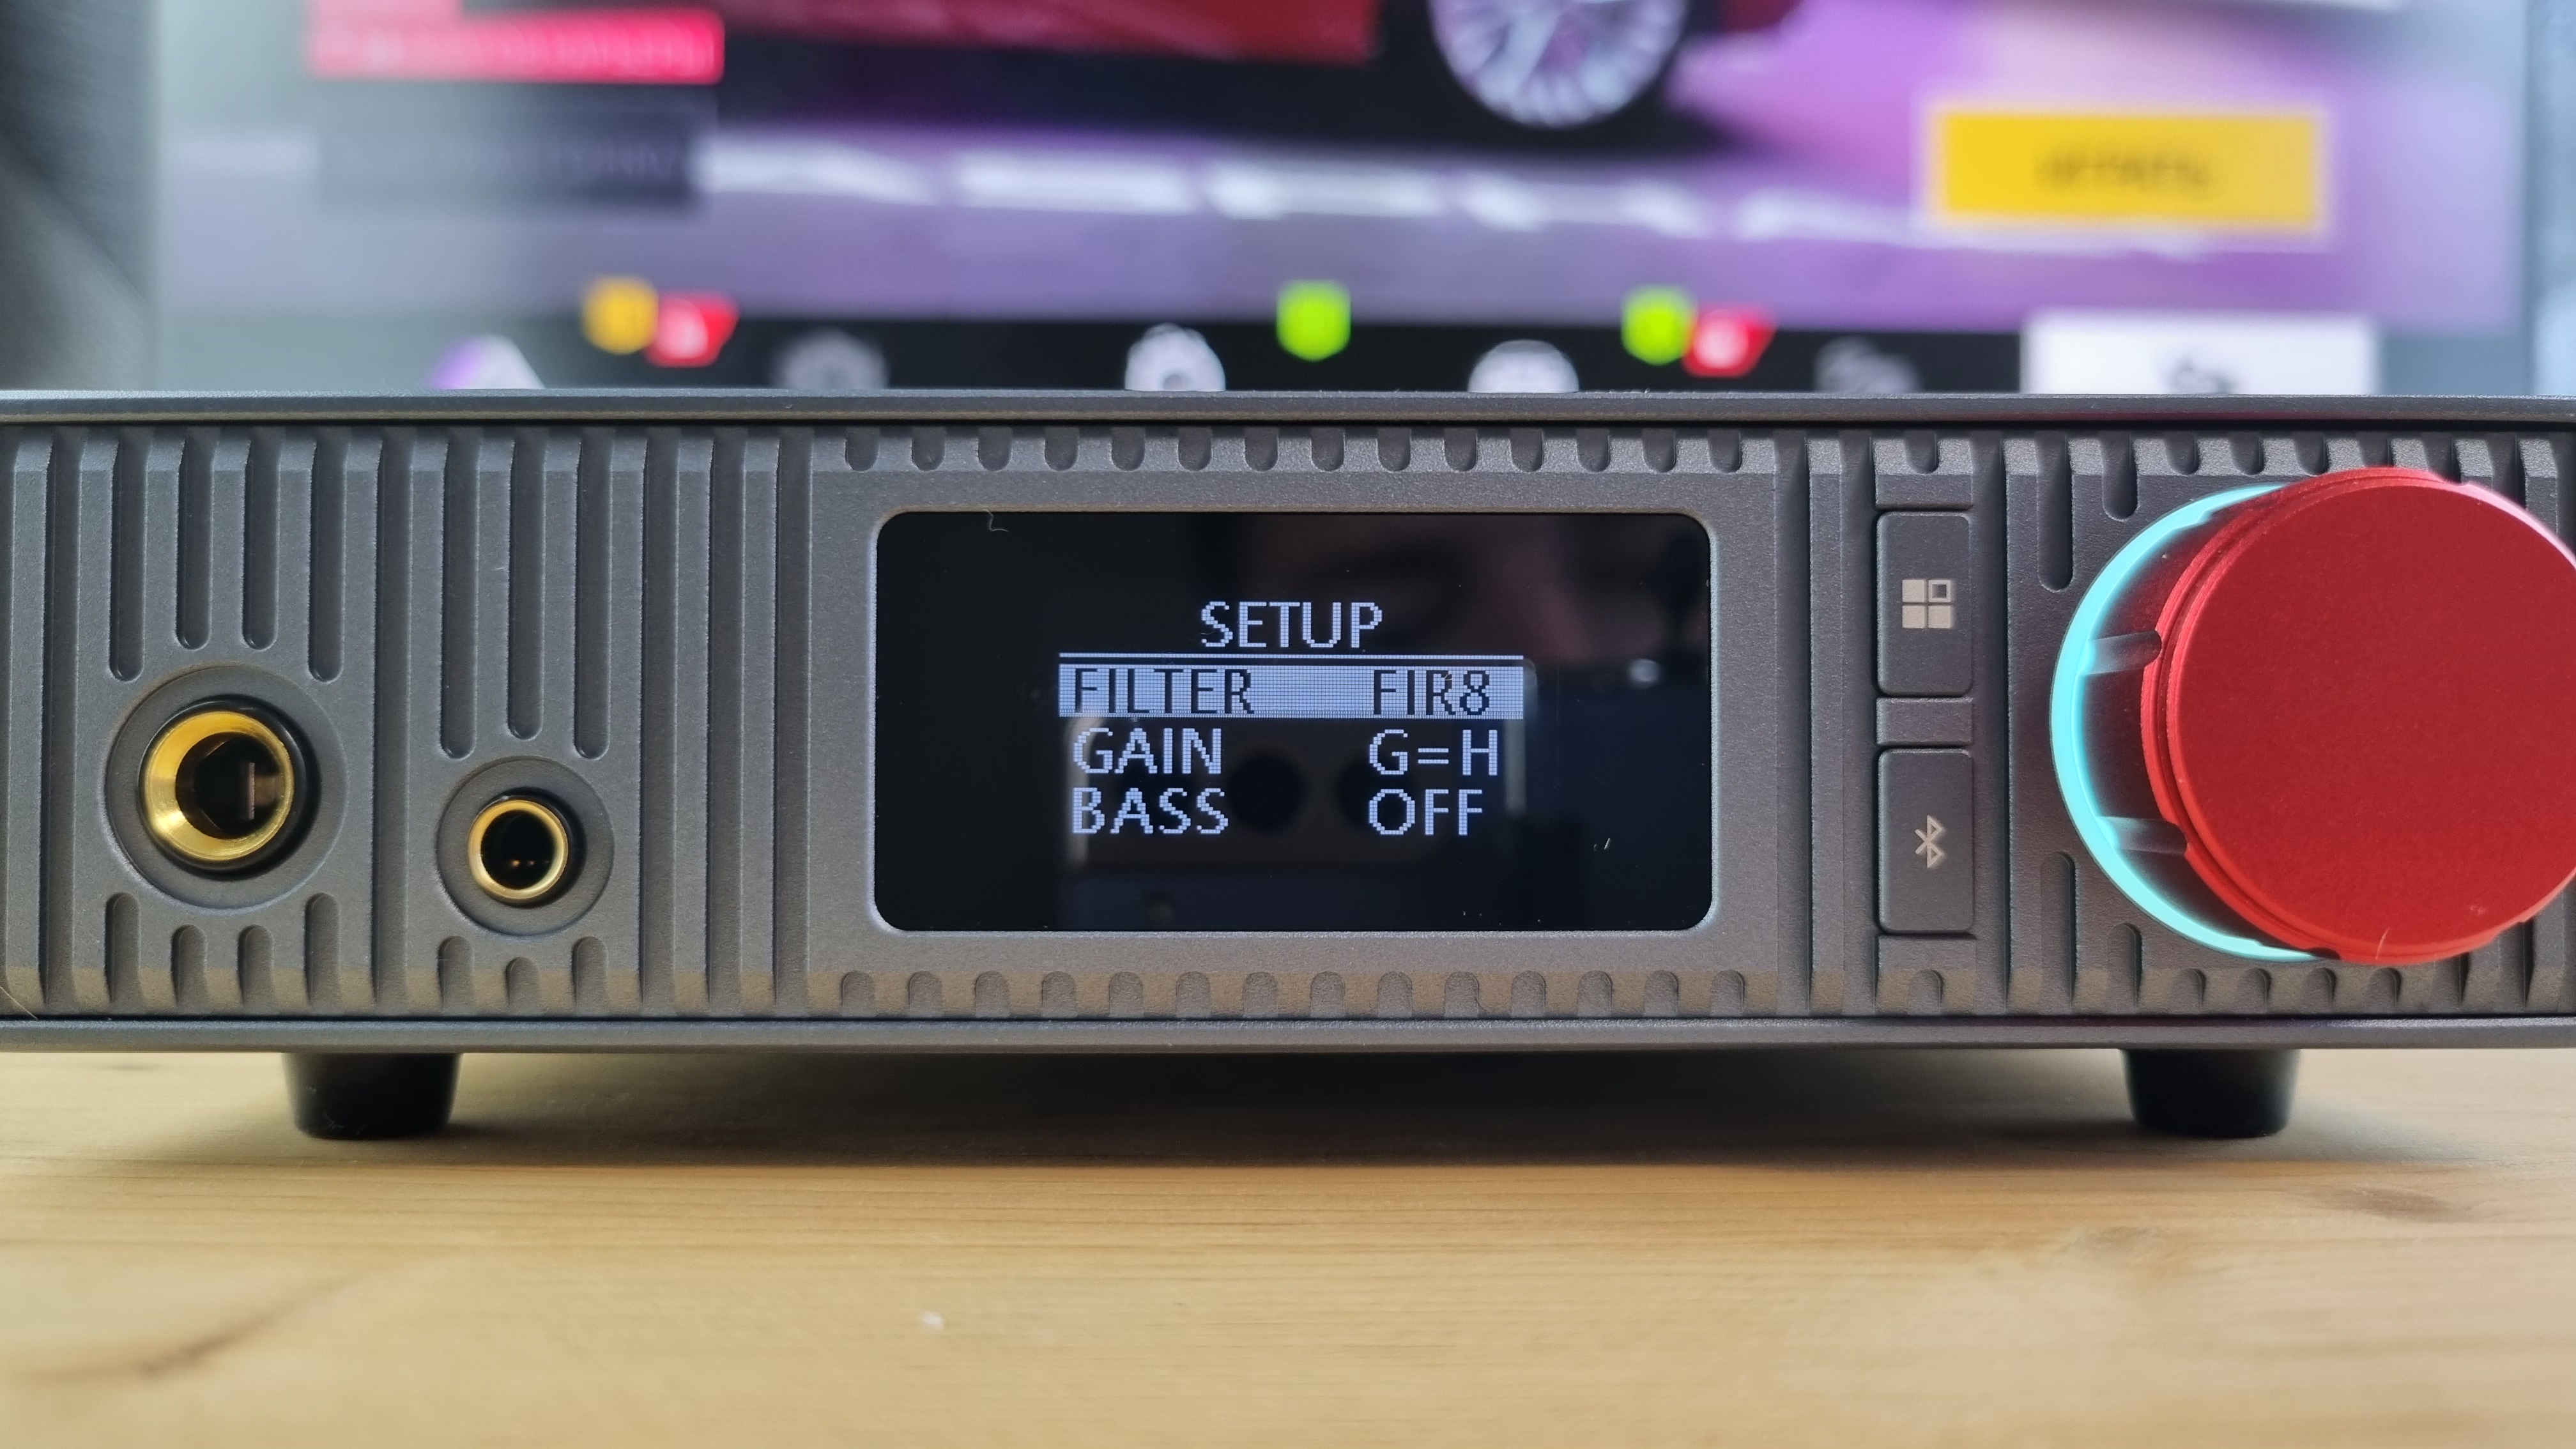 SETUP
FILTER FIR8
GAIN G=H
BASS OFF